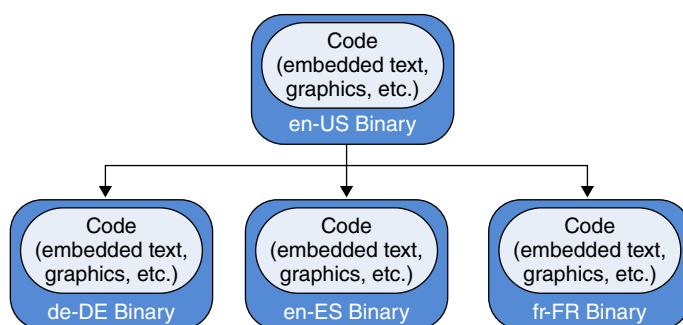 Code
(embedded text,
graphics, etc.)
en-US Binary
Code
(embedded text,
graphics, etc.)
de-DE Binary
Code
(embedded text,
graphics, etc.)
en-ES Binary
Code
(embedded text,
graphics, etc.)
fr-FR Binary